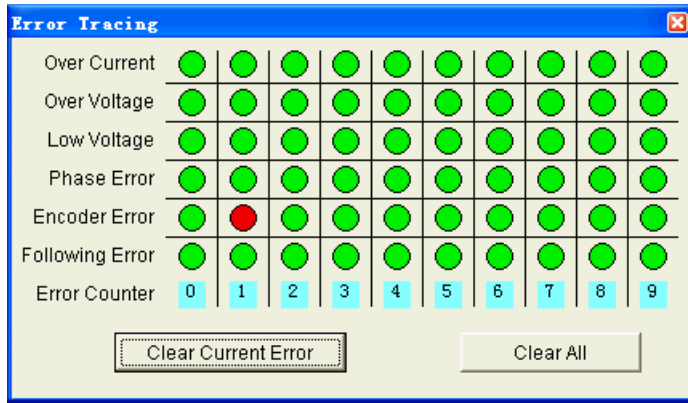 Error Tracing
Over Current
Over Voltage
Low Voltage
Phase Error
Encoder Error
Following Error
Error Counter 0 1 2 3 4 5 6 7 8 9
Clear Current Error Clear All